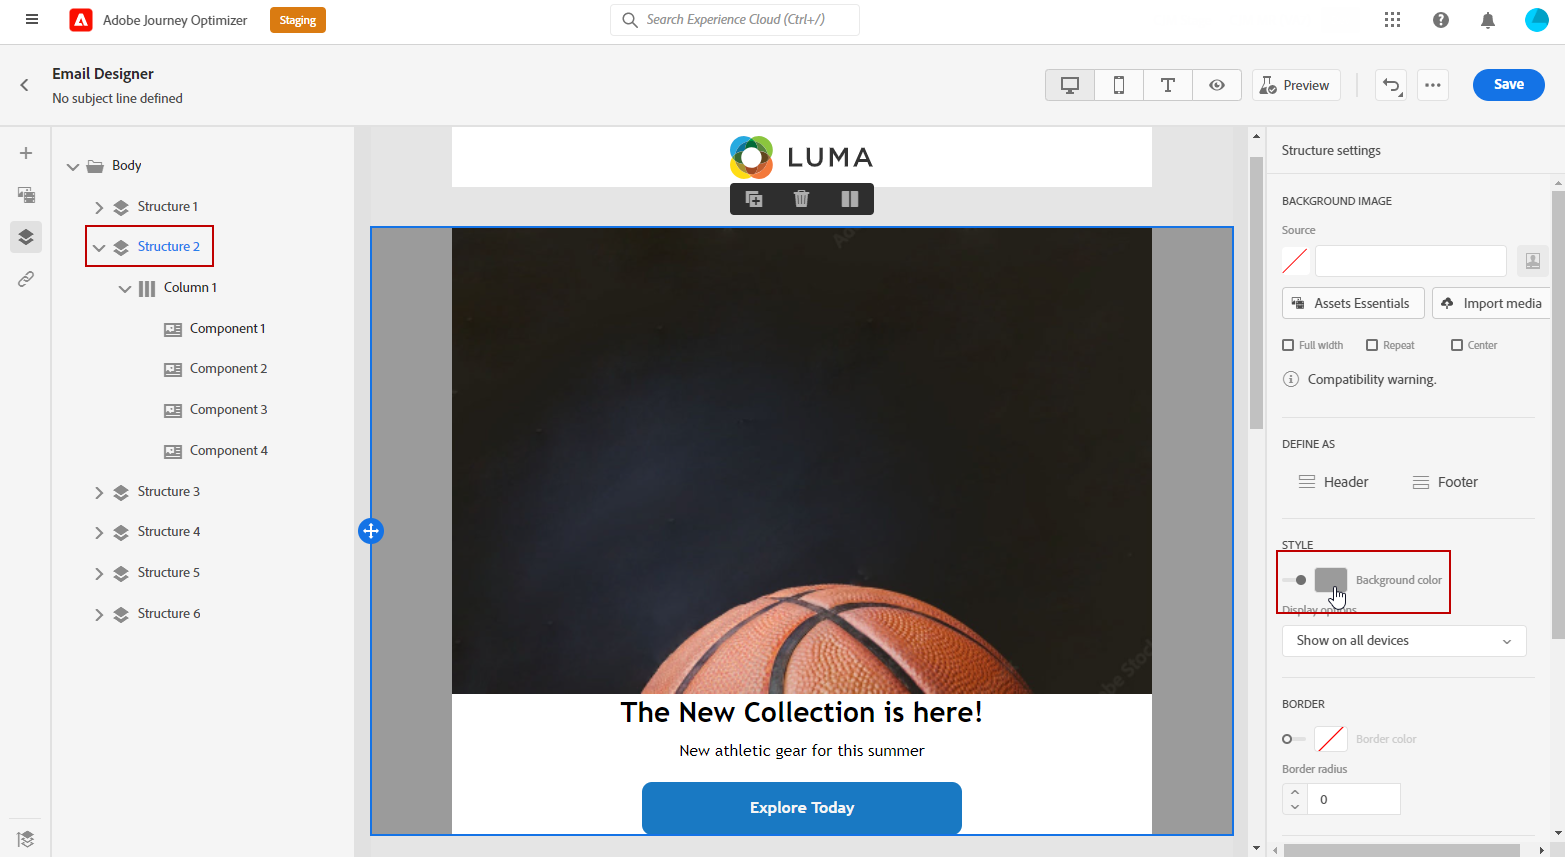 Adobe Journey Optimizer
Staging
Search Experience Cloud (Ctrl+/)
Email Designer
No subject line defined
Preview
Save
Body
Structure 1
Structure 2
Column 1
Component 1
Component 2
Component 3
Component 4
Structure 3
Structure 4
Structure 5
Structure 6
LUMA
The New Collection is here!
New athletic gear for this summer
Explore Today
Structure settings
BACKGROUND IMAGE
Source
Assets Essentials
Import media
Full width
Repeat
Center
Compatibility warning.
DEFINE AS
Header
Footer
STYLE
Background color
Display options
Show on all devices
BORDER
Border color
Border radius
0